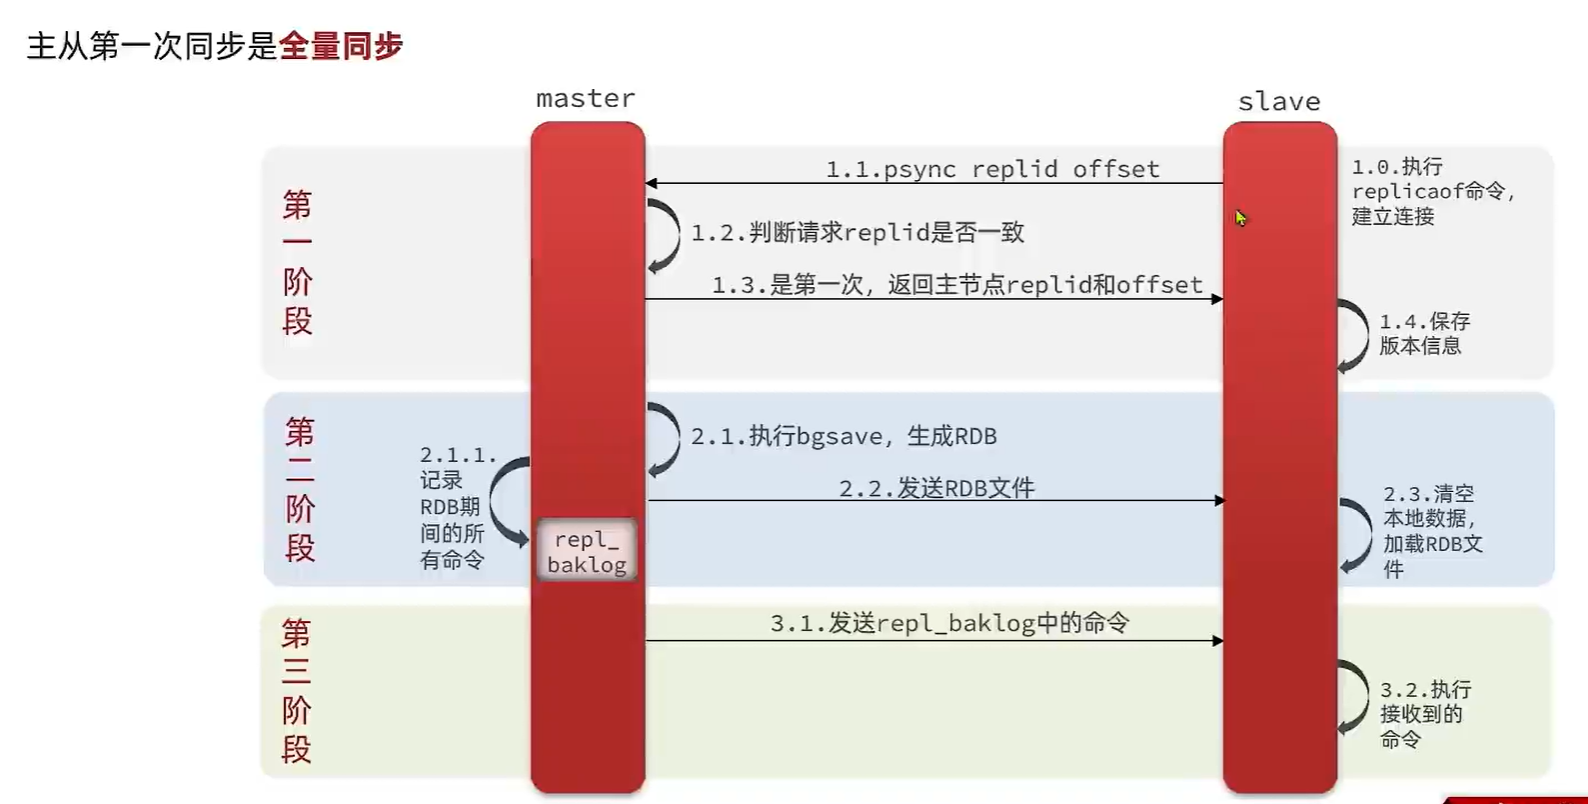 主从第一次同步是全量同步
master
slave
第一阶段
1.0.执行
replicaof命令，
建立连接
1.1.psync replid offset
1.2.判断请求replid是否一致
1.3.是第一次，返回主节点replid和offset
1.4.保存
版本信息
第二阶段
2.1.执行bgsave，生成RDB
2.1.1.
记录
RDB期
间的所
有命令
repl_
baklog
2.2.发送RDB文件
2.3.清空
本地数据，
加载RDB文
件
第三阶段
3.1.发送repl_baklog中的命令
3.2.执行
接收到的
命令